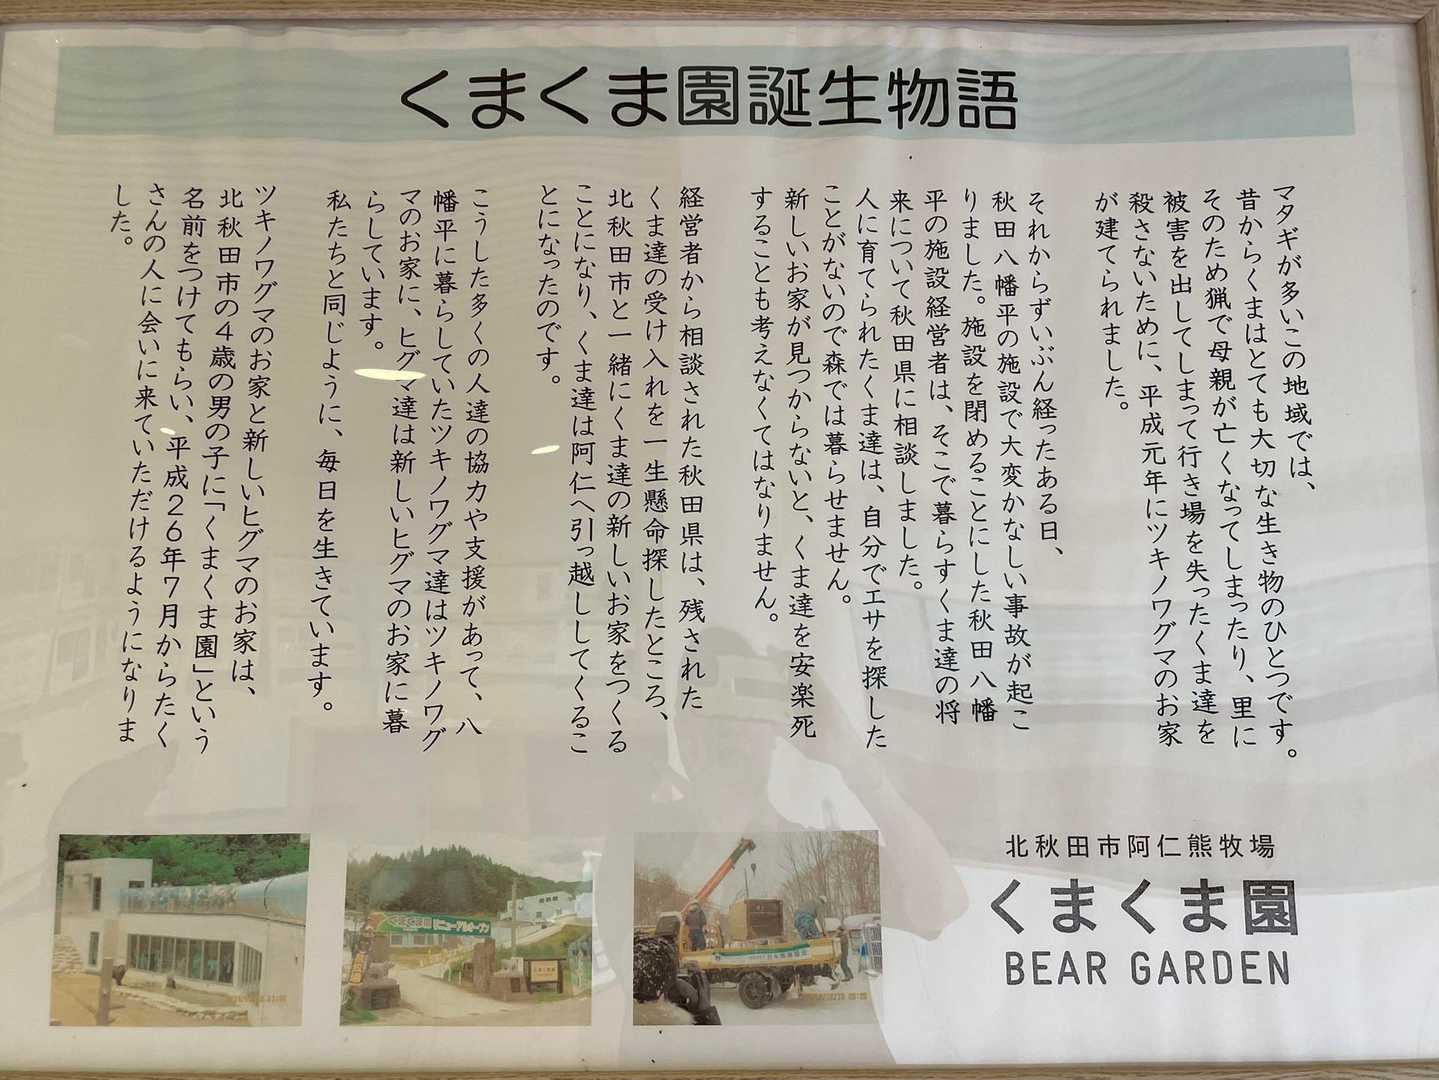 くまくま園誕生物語
マタギが多いこの地域では、
昔からくまはとても大切な生き物のひとつです。
そのため猟で母親が亡くなってしまったり、里に
被害を出してしまって行き場を失ったくま達を
殺さないために、平成元年にツキノワグマのお家
が建てられました。
それからずいぶん経ったある日、
秋田八幡平の施設で大変かなしい事故が起こ
りました。施設を閉めることにした秋田八幡
平の施設経営者は、そこで暮らすくま達の将
来について秋田県に相談しました。
人に育てられたくま達は、自分でエサを探した
ことがないので森では暮らせません。
新しいお家が見つからないと、くま達を安楽死
することも考えなくてはなりません。
経営者から相談された秋田県は、残された
くま達の受け入れを一生懸命探したところ、
北秋田市と一緒にくま達の新しいお家をつくる
ことになり、くま達は阿仁へ引っ越ししてくるこ
とになったのです。
こうした多くの人達の協力や支援があって、八
幡平に暮らしていたツキノワグマ達はツキノワグ
マのお家に、ヒグマ達は新しいヒグマのお家に暮
らしています。
私たちと同じように、毎日を生きています。
ツキノワグマのお家と新しいヒグマのお家は、
北秋田市の4歳の男の子に「くまくま園」という
名前をつけてもらい、平成26年7月からたく
さんの人に会いに来ていただけるようになりま
した。
北秋田市阿仁熊牧場
くまくま園
BEAR GARDEN
くまくま園 リニューアルオープン